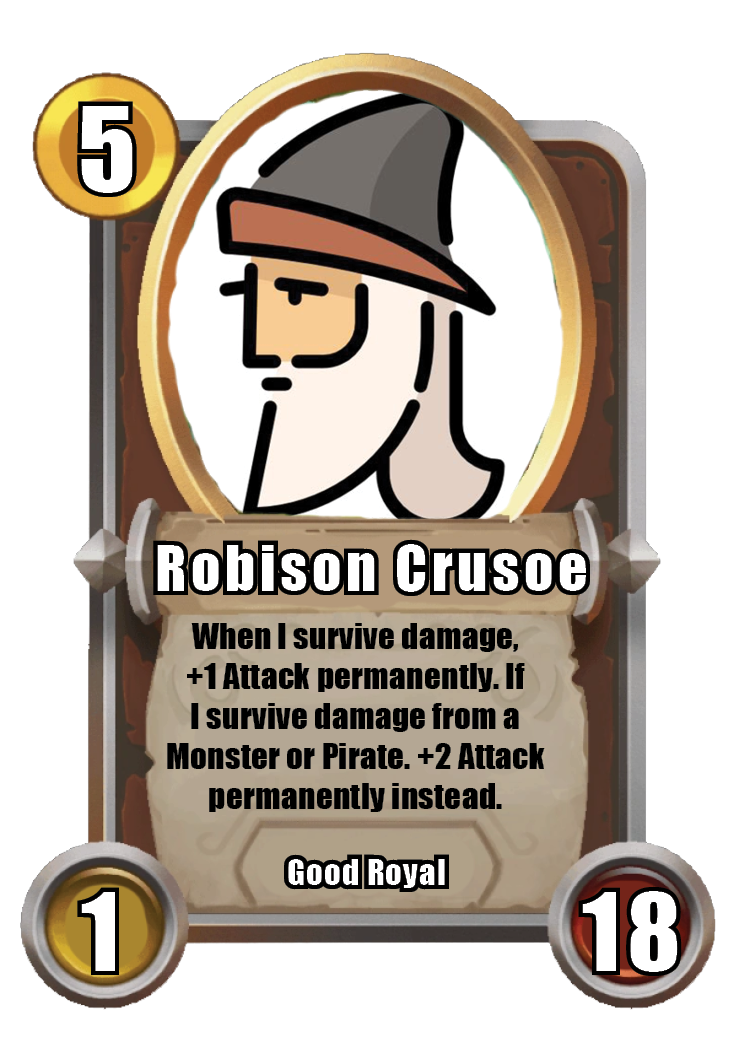 5
Robison Crusoe
When I survive damage,
+1 Attack permanently. If
I survive damage from a
Monster or Pirate. +2 Attack
permanently instead.
Good Royal
1
18